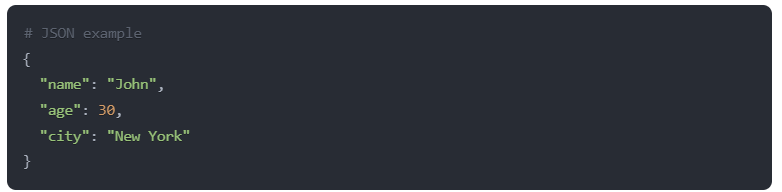 # JSON example
{
  "name": "John",
  "age": 30,
  "city": "New York"
}